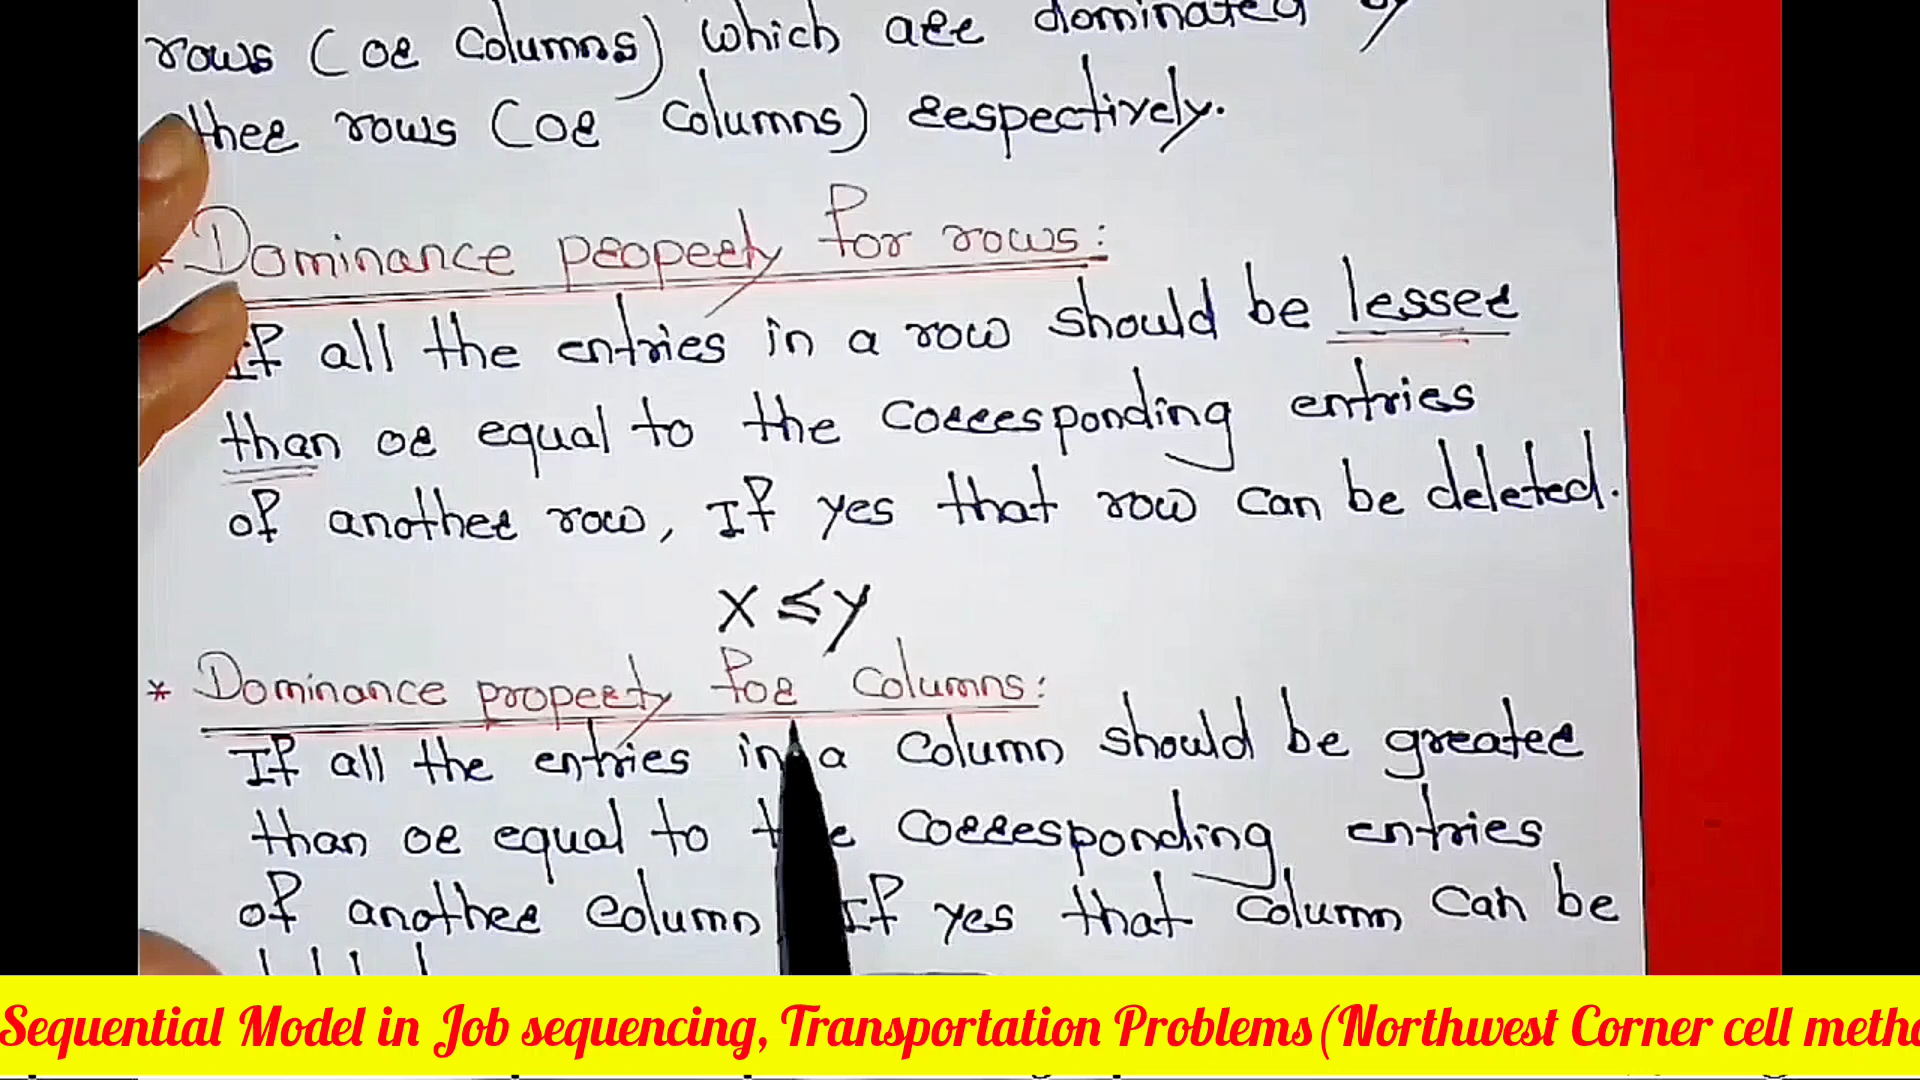 rows (or Columns) which are dominated by
other rows (or Columns) respectively.
* Dominance property for rows:
If all the entries in a row should be lesser
than or equal to the corresponding entries
of another row, If yes that row can be deleted.
X ≤ Y
* Dominance property for Columns:
If all the entries in a Column should be greater
than or equal to the corresponding entries
of another Column If yes that Column can be
Sequential Model in Job sequencing, Transportation Problems(Northwest Corner cell metho